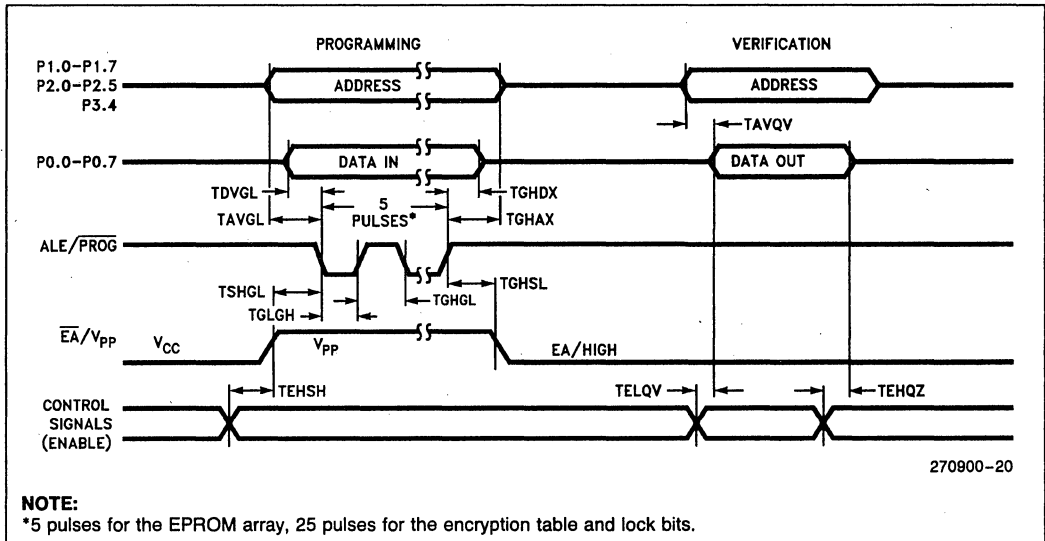 PROGRAMMING VERIFICATION
P1.0-P1.7
P2.0-P2.5
P3.4
ADDRESS ADDRESS
TAVQV
P0.0-P0.7
DATA IN DATA OUT
TDVGL TGHDX
5
PULSES*
TAVGL TGHAX
ALE/PROG
TSHGL TGHSL
TGHGL
TGLGH
EA/VPP
VCC VPP EA/HIGH
TEHSH TELQV TEHQZ
CONTROL
SIGNALS
(ENABLE)
270900-20
NOTE:
*5 pulses for the EPROM array, 25 pulses for the encryption table and lock bits.